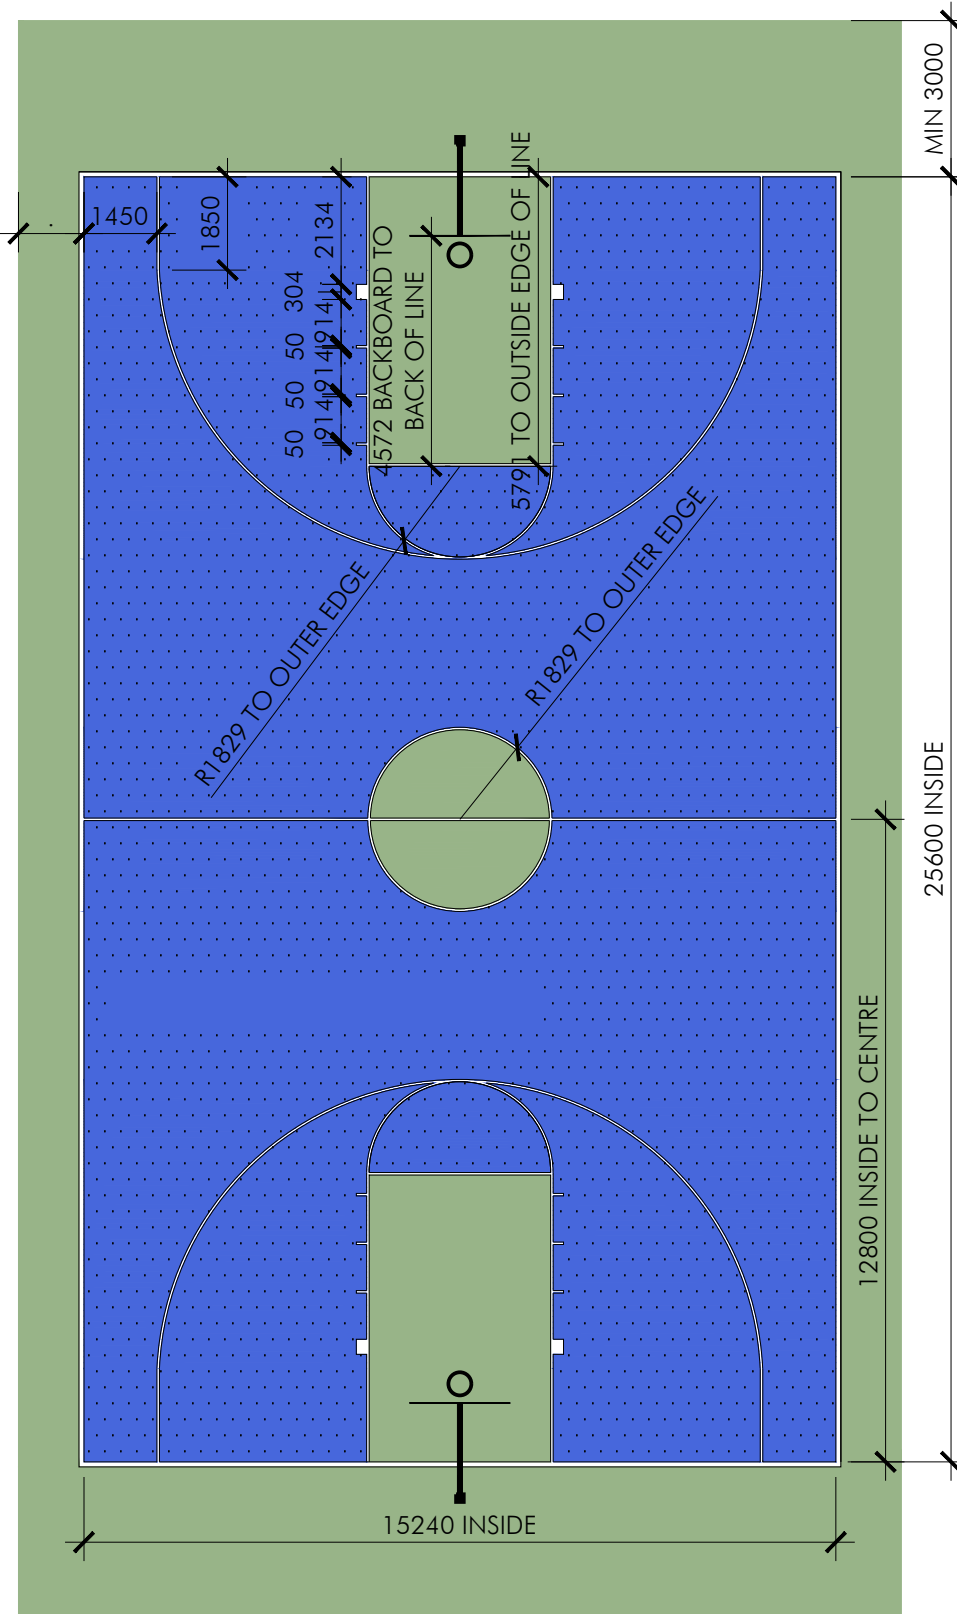 MIN 3000
1450
1850
2134
304
914
50
914
50
914
50
4572 BACKBOARD TO
BACK OF LINE
5791 TO OUTSIDE EDGE OF LINE
R1829 TO OUTER EDGE
R1829 TO OUTER EDGE
25600 INSIDE
12800 INSIDE TO CENTRE
15240 INSIDE